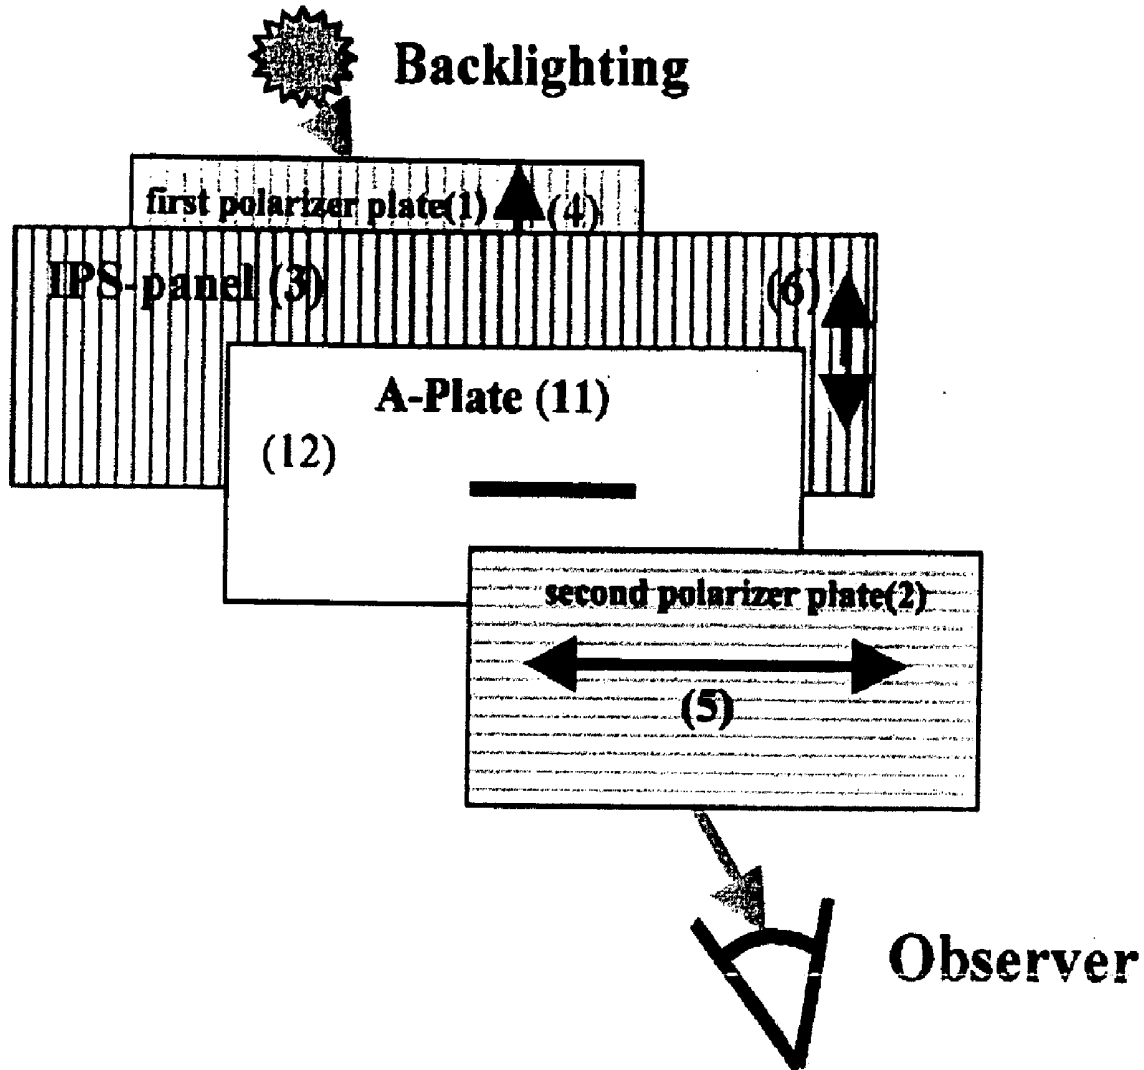 Backlighting
first polarizer plate(1) (4)
IPS-panel (3) (6)
A-Plate (11)
(12)
second polarizer plate(2)
(5)
Observer